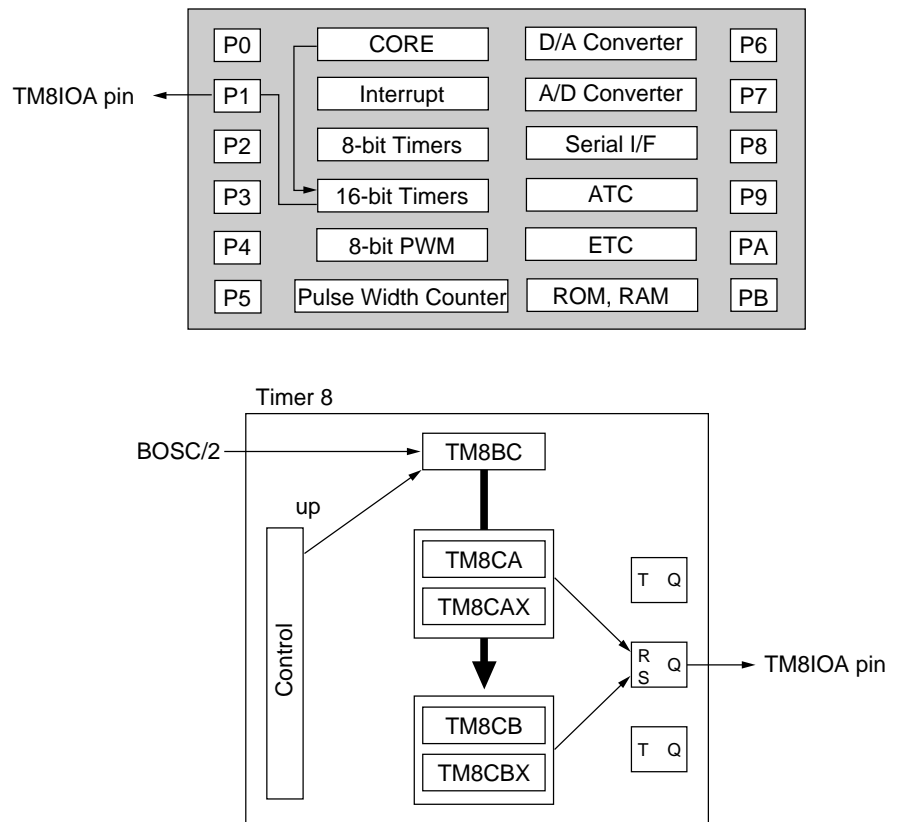 P0 CORE D/A Converter P6
TM8IOA pin P1 Interrupt A/D Converter P7
P2 8-bit Timers Serial I/F P8
P3 16-bit Timers ATC P9
P4 8-bit PWM ETC PA
P5 Pulse Width Counter ROM, RAM PB
Timer 8
BOSC/2 TM8BC
up
Control
TM8CA
TM8CAX
T Q
R Q
S
TM8IOA pin
TM8CB
TM8CBX
T Q